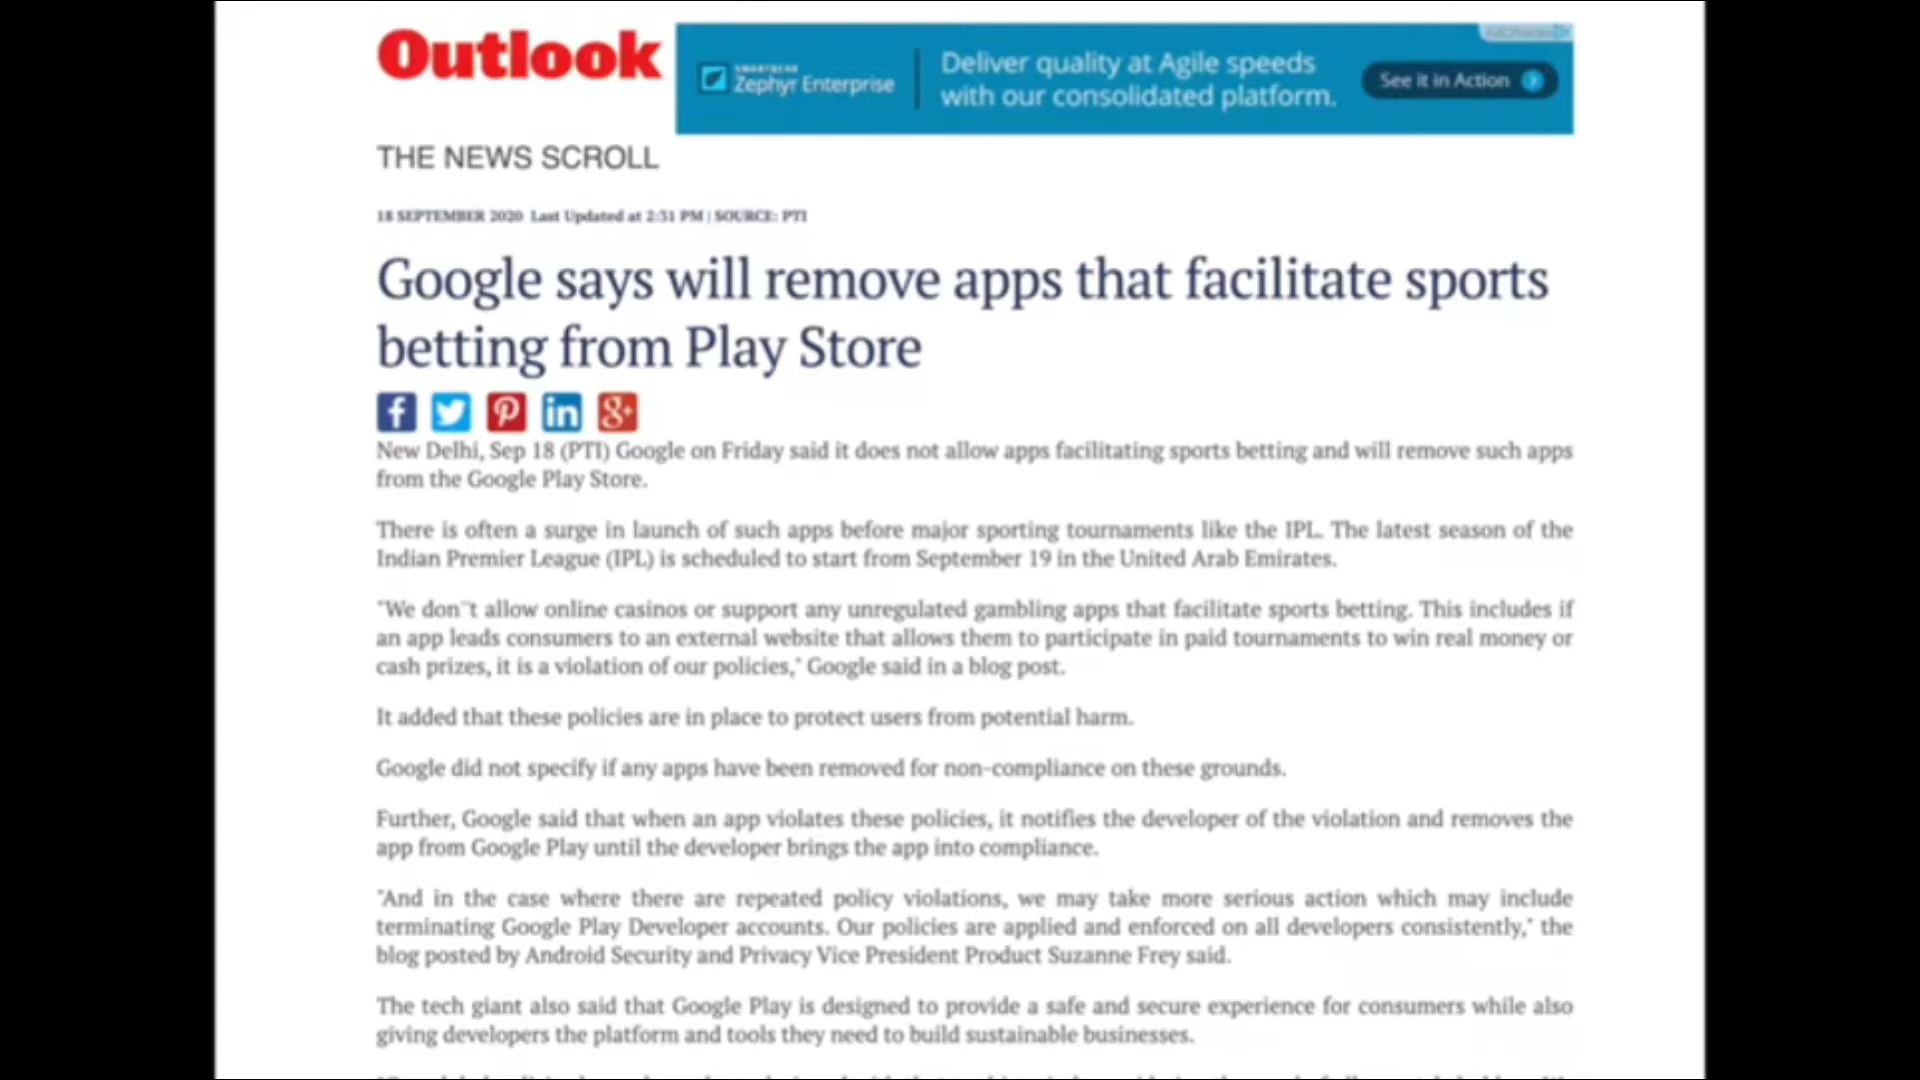 Outlook
SMARTBEAR
Zephyr Enterprise
Deliver quality at Agile speeds
with our consolidated platform.
See it in Action
THE NEWS SCROLL
18 SEPTEMBER 2020 Last Updated at 2:31 PM | SOURCE: PTI
Google says will remove apps that facilitate sports
betting from Play Store
New Delhi, Sep 18 (PTI) Google on Friday said it does not allow apps facilitating sports betting and will remove such apps
from the Google Play Store.
There is often a surge in launch of such apps before major sporting tournaments like the IPL. The latest season of the
Indian Premier League (IPL) is scheduled to start from September 19 in the United Arab Emirates.
"We don''t allow online casinos or support any unregulated gambling apps that facilitate sports betting. This includes if
an app leads consumers to an external website that allows them to participate in paid tournaments to win real money or
cash prizes, it is a violation of our policies," Google said in a blog post.
It added that these policies are in place to protect users from potential harm.
Google did not specify if any apps have been removed for non-compliance on these grounds.
Further, Google said that when an app violates these policies, it notifies the developer of the violation and removes the
app from Google Play until the developer brings the app into compliance.
"And in the case where there are repeated policy violations, we may take more serious action which may include
terminating Google Play Developer accounts. Our policies are applied and enforced on all developers consistently," the
blog posted by Android Security and Privacy Vice President Product Suzanne Frey said.
The tech giant also said that Google Play is designed to provide a safe and secure experience for consumers while also
giving developers the platform and tools they need to build sustainable businesses.